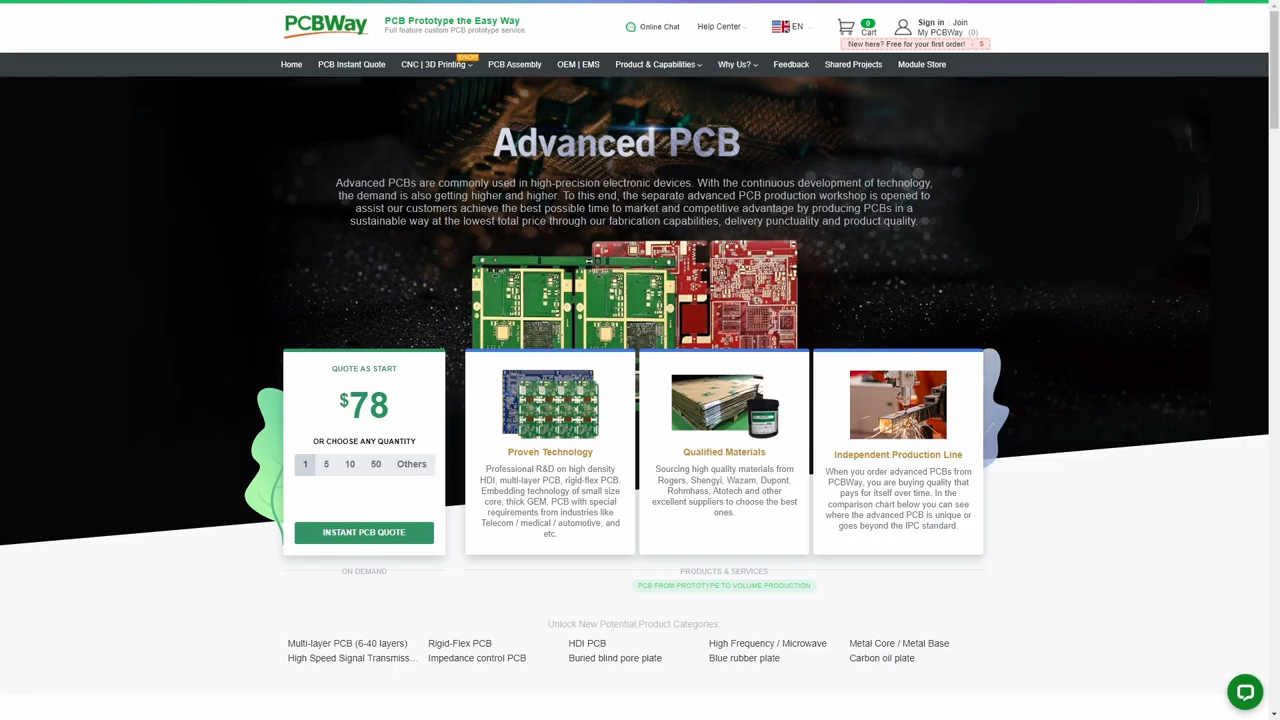 PCBWay
PCB Prototype the Easy Way
Full feature custom PCB prototype service.
Online Chat
Help Center
EN
0
Cart
Sign in
Join
My PCBWay (0)
New here? Free for your first order!
$
Home
PCB Instant Quote
CNC | 3D Printing
PCB Assembly
OEM | EMS
Product & Capabilities
Why Us?
Feedback
Shared Projects
Module Store
Advanced PCB
Advanced PCBs are commonly used in high-precision electronic devices. With the continuous development of technology,
the demand is also getting higher and higher. To this end, the separate advanced PCB production workshop is opened to
assist our customers achieve the best possible time to market and competitive advantage by producing PCBs in a
sustainable way at the lowest total price through our fabrication capabilities, delivery punctuality and product quality.
QUOTE AS START
$78
OR CHOOSE ANY QUANTITY
1 5 10 50 Others
INSTANT PCB QUOTE
Proven Technology
Professional R&D on high density
HDI, multi-layer PCB, rigid-flex PCB.
Embedding technology of small size
core, thick GEM, PCB with special
requirements from industries like
Telecom / medical / automotive, and
etc.
Qualified Materials
Sourcing high quality materials from
Rogers, Shengyi, Wazam, Dupont,
Rohmhass, Atotech and other
excellent suppliers to choose the best
ones.
Independent Production Line
When you order advanced PCBs from
PCBWay, you are buying quality that
pays for itself over time. In the
comparison chart below you can see
where the advanced PCB is unique or
goes beyond the IPC standard.
ON DEMAND
PRODUCTS & SERVICES
PCB FROM PROTOTYPE TO VOLUME PRODUCTION
Unlock New Potential,Product Categories:
Multi-layer PCB (6-40 layers)
Rigid-Flex PCB
HDI PCB
High Frequency / Microwave
Metal Core / Metal Base
High Speed Signal Transmiss...
Impedance control PCB
Buried blind pore plate
Blue rubber plate
Carbon oil plate